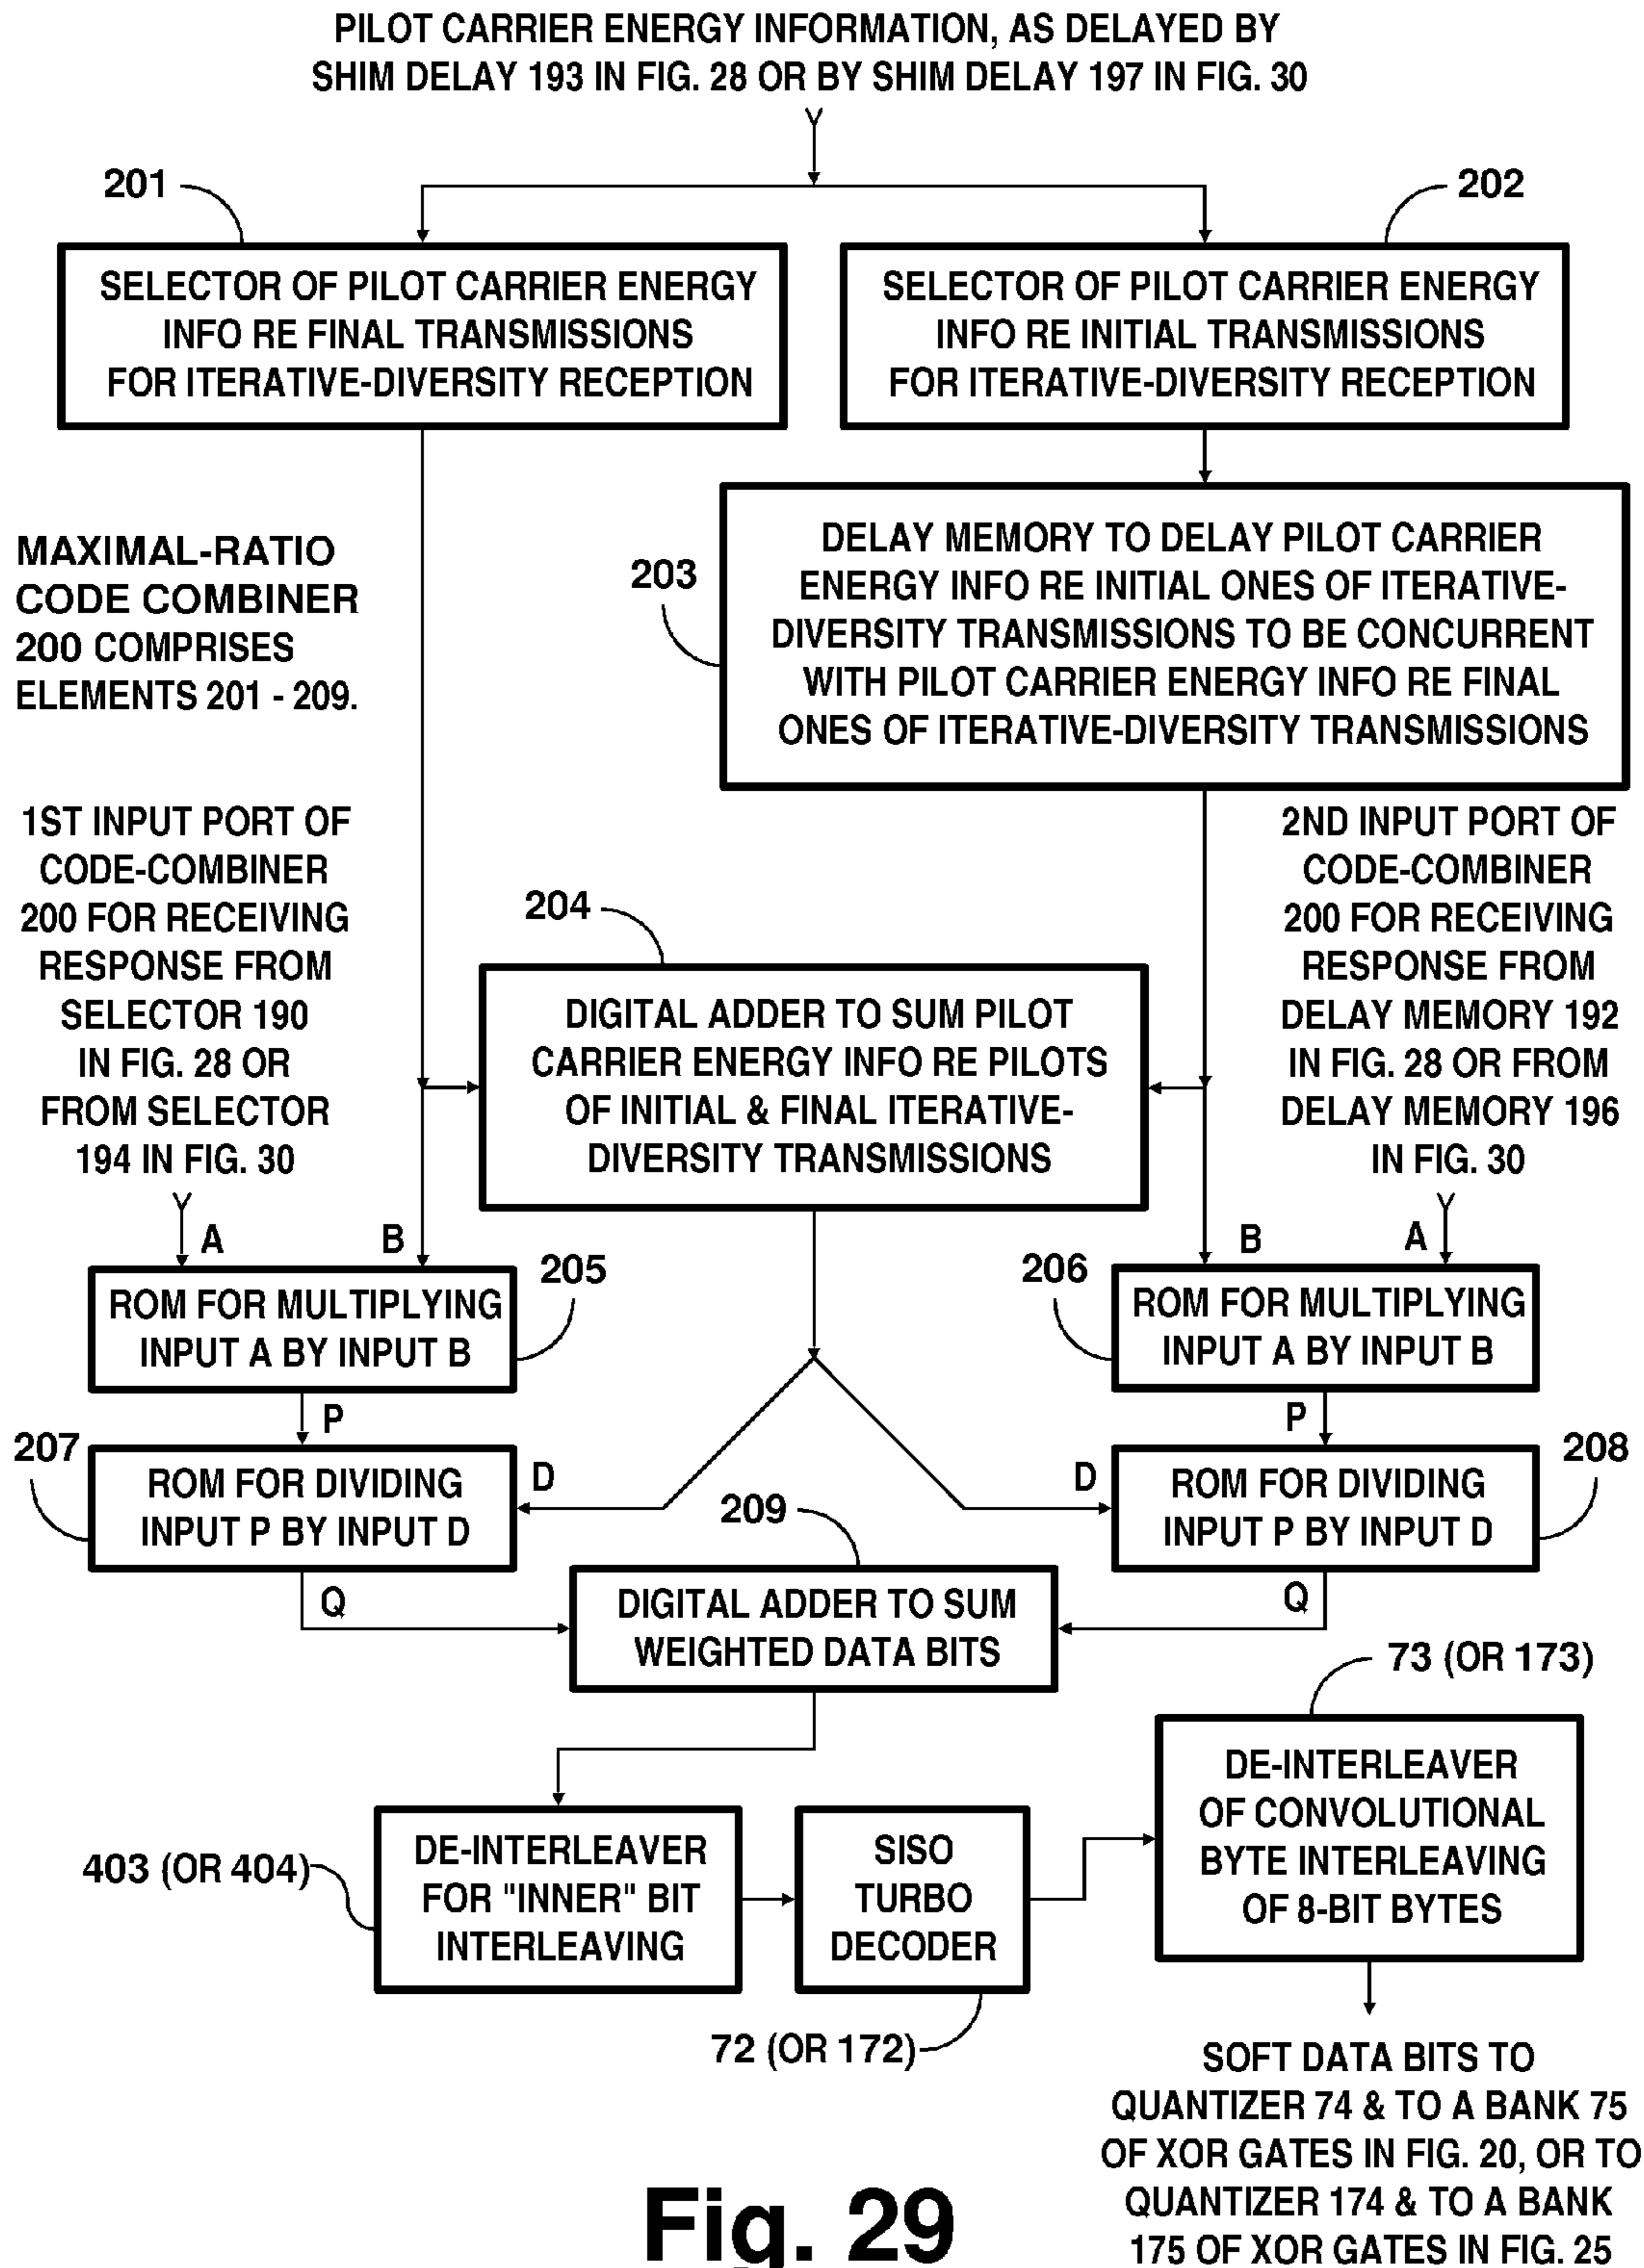 PILOT CARRIER ENERGY INFORMATION, AS DELAYED BY
SHIM DELAY 193 IN FIG. 28 OR BY SHIM DELAY 197 IN FIG. 30
201
202
SELECTOR OF PILOT CARRIER ENERGY
INFO RE FINAL TRANSMISSIONS
FOR ITERATIVE-DIVERSITY RECEPTION
SELECTOR OF PILOT CARRIER ENERGY
INFO RE INITIAL TRANSMISSIONS
FOR ITERATIVE-DIVERSITY RECEPTION
MAXIMAL-RATIO
CODE COMBINER
200 COMPRISES
ELEMENTS 201 - 209.
203
DELAY MEMORY TO DELAY PILOT CARRIER
ENERGY INFO RE INITIAL ONES OF ITERATIVE-
DIVERSITY TRANSMISSIONS TO BE CONCURRENT
WITH PILOT CARRIER ENERGY INFO RE FINAL
ONES OF ITERATIVE-DIVERSITY TRANSMISSIONS
1ST INPUT PORT OF
CODE-COMBINER
200 FOR RECEIVING
RESPONSE FROM
SELECTOR 190
IN FIG. 28 OR
FROM SELECTOR
194 IN FIG. 30
204
DIGITAL ADDER TO SUM PILOT
CARRIER ENERGY INFO RE PILOTS
OF INITIAL & FINAL ITERATIVE-
DIVERSITY TRANSMISSIONS
2ND INPUT PORT OF
CODE-COMBINER
200 FOR RECEIVING
RESPONSE FROM
DELAY MEMORY 192
IN FIG. 28 OR FROM
DELAY MEMORY 196
IN FIG. 30
A
B
B
A
205
206
ROM FOR MULTIPLYING
INPUT A BY INPUT B
ROM FOR MULTIPLYING
INPUT A BY INPUT B
P
P
207
208
ROM FOR DIVIDING
INPUT P BY INPUT D
D
D
ROM FOR DIVIDING
INPUT P BY INPUT D
209
Q
Q
DIGITAL ADDER TO SUM
WEIGHTED DATA BITS
73 (OR 173)
403 (OR 404)
DE-INTERLEAVER
FOR "INNER" BIT
INTERLEAVING
SISO
TURBO
DECODER
DE-INTERLEAVER
OF CONVOLUTIONAL
BYTE INTERLEAVING
OF 8-BIT BYTES
72 (OR 172)
SOFT DATA BITS TO
QUANTIZER 74 & TO A BANK 75
OF XOR GATES IN FIG. 20, OR TO
QUANTIZER 174 & TO A BANK
175 OF XOR GATES IN FIG. 25
Fig. 29